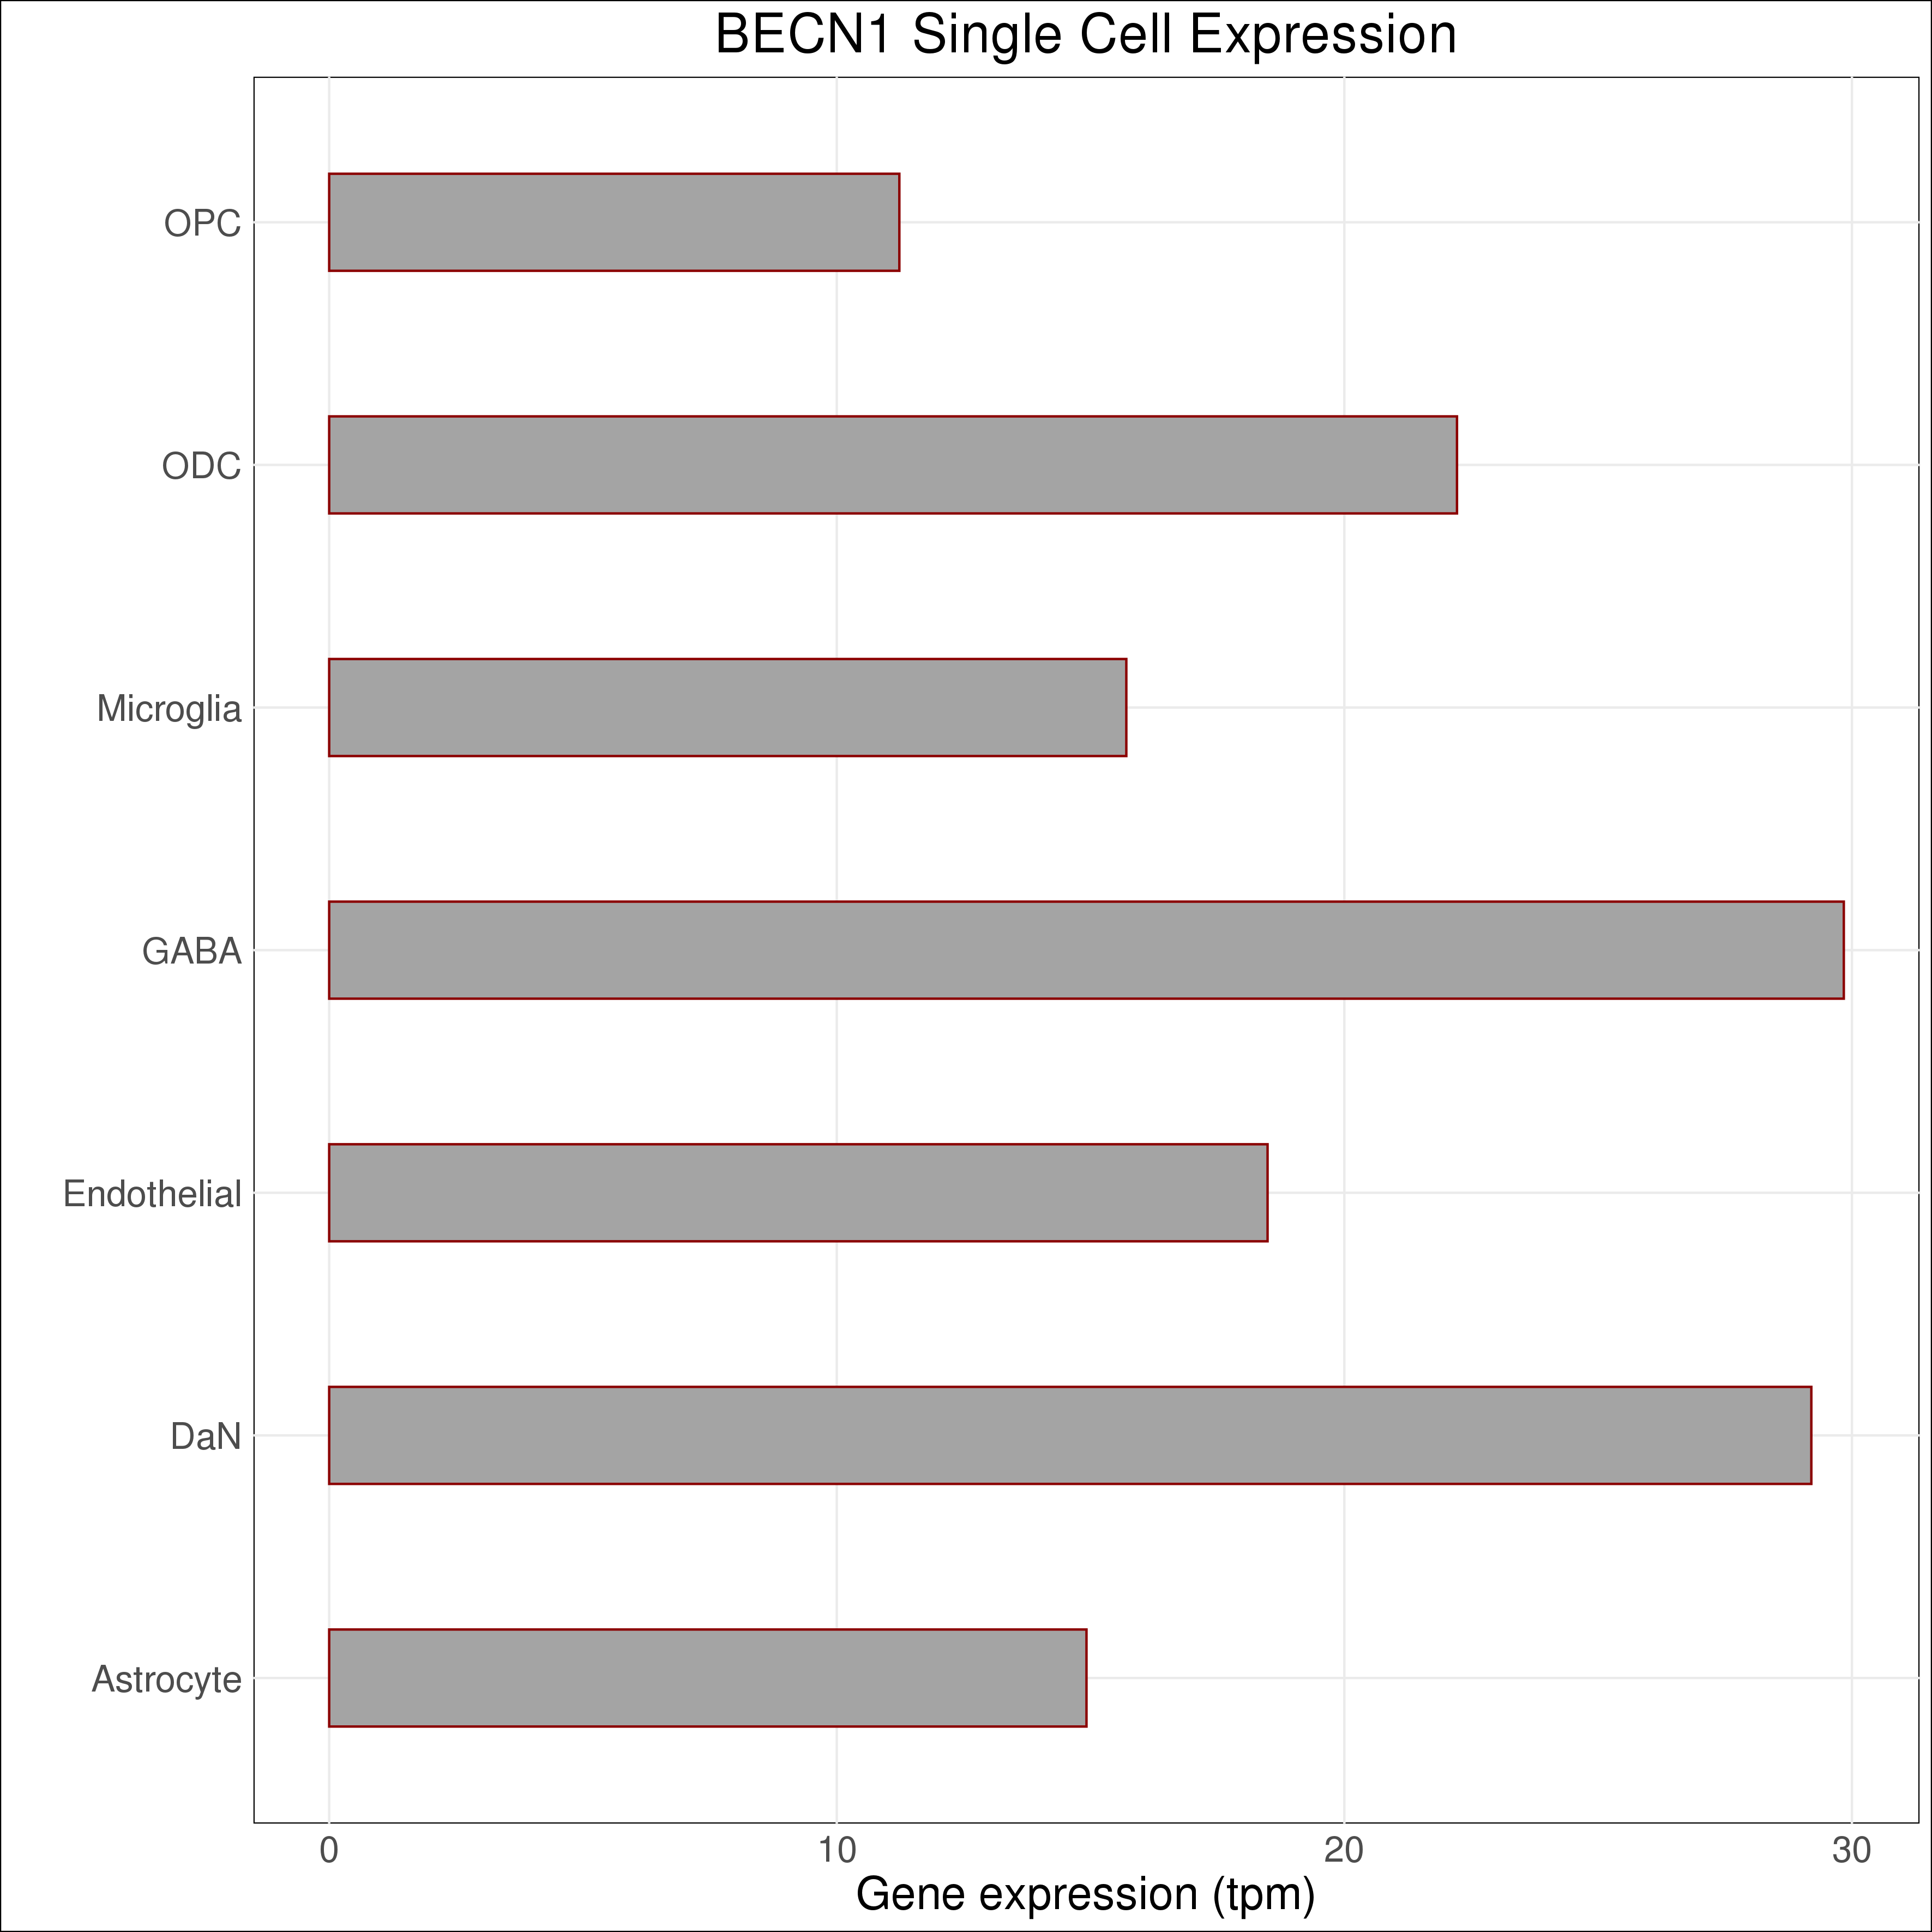 BECN1 Single Cell Expression
OPC
ODC
Microglia
GABA
Endothelial
DaN
Astrocyte
0 10 20 30
Gene expression (tpm)